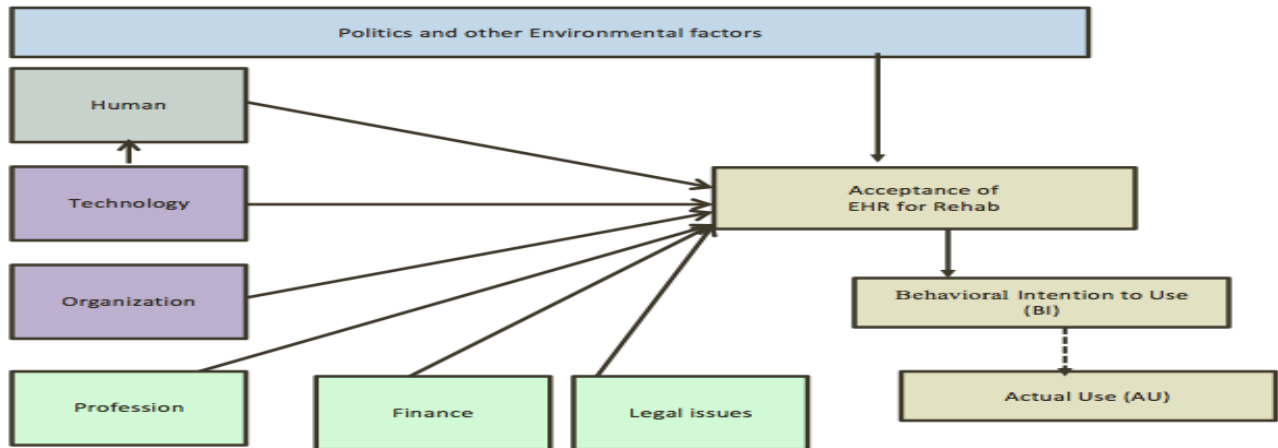 Politics and other Environmental factors
Human
Technology
Acceptance of
EHR for Rehab
Organization
Behavioral Intention to Use
(BI)
Profession
Finance
Legal issues
Actual Use (AU)